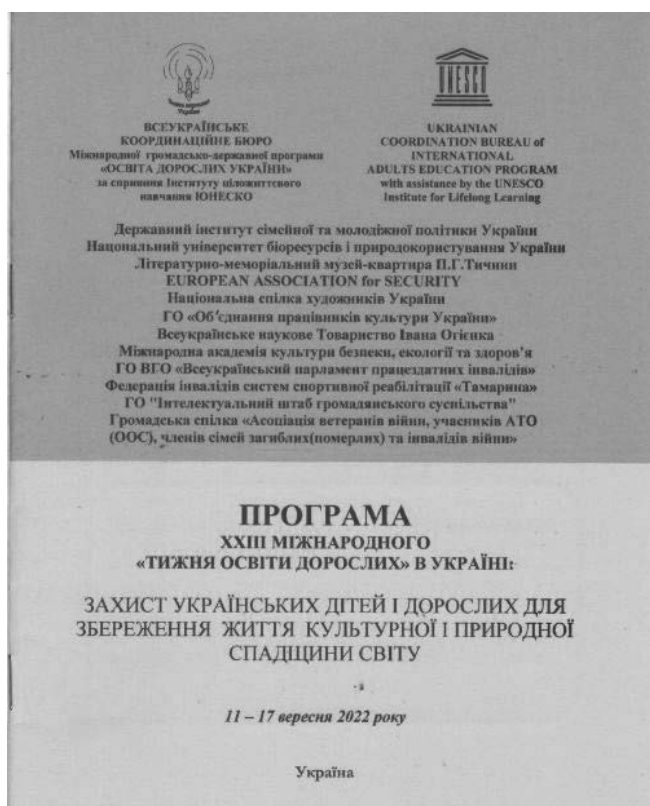 ВСЕУКРАЇНСЬКЕ
КООРДИНАЦІЙНЕ БЮРО
Міжнародної громадсько-державної програми
«ОСВІТА ДОРОСЛИХ УКРАЇНИ»
за сприяння Інституту ціложиттєвого
навчання ЮНЕСКО
UNESCO
UKRAINIAN
COORDINATION BUREAU of
INTERNATIONAL
ADULTS EDUCATION PROGRAM
with assistance by the UNESCO
Institute for Lifelong Learning
Державний інститут сімейної та молодіжної політики України
Нацональний університет біоресурсів і природокористування України
Літературно-меморіальний музей-квартира П.Г.Тичини
EUROPEAN ASSOCIATION for SECURITY
Національна спілка художників України
ГО «Об'єднання працівників культури України»
Всеукраїнське наукове Товариство Івана Огієнка
Міжнародна академія культури безпеки, екології та здоров'я
ГО ВГО «Всеукраїнський парламент працездатних інвалідів»
Федерація інвалідів систем спортивної реабілітації «Тамарина»
ГО "Інтелектуальний штаб громадянського суспільства"
Громадська спілка «Асоціація ветеранів війни, учасників АТО
(ООС), членів сімей загиблих(померлих) та інвалідів війни»
ПРОГРАМА
XXIII МІЖНАРОДНОГО
«ТИЖНЯ ОСВІТИ ДОРОСЛИХ» В УКРАЇНІ:
ЗАХИСТ УКРАЇНСЬКИХ ДІТЕЙ І ДОРОСЛИХ ДЛЯ
ЗБЕРЕЖЕННЯ ЖИТТЯ КУЛЬТУРНОЇ І ПРИРОДНОЇ
СПАДЩИНИ СВІТУ
11 – 17 вересня 2022 року
Україна